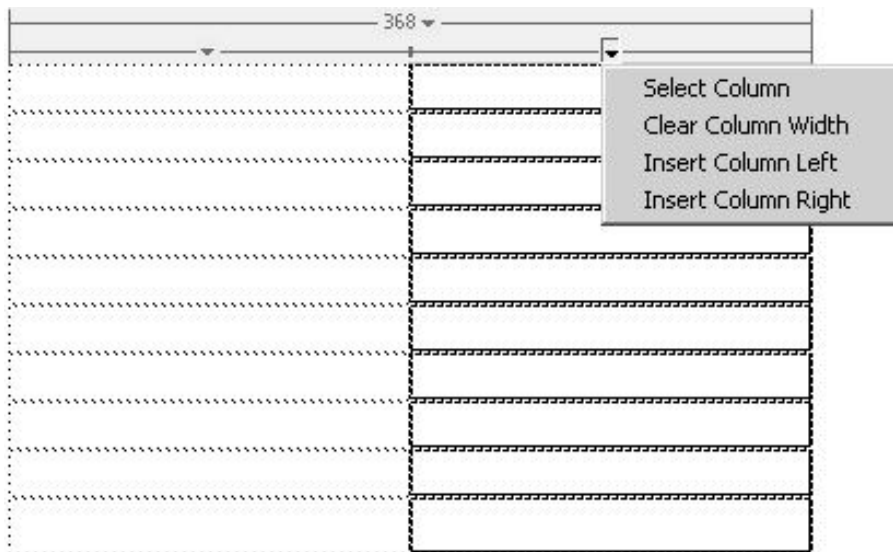 368
Select Column
Clear Column Width
Insert Column Left
Insert Column Right